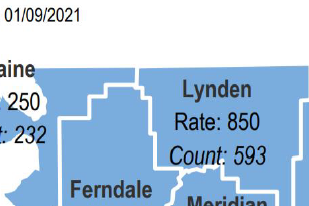 01/09/2021
aine
250
: 232
Lynden
Rate: 850
Count: 593
Ferndale
Meridian